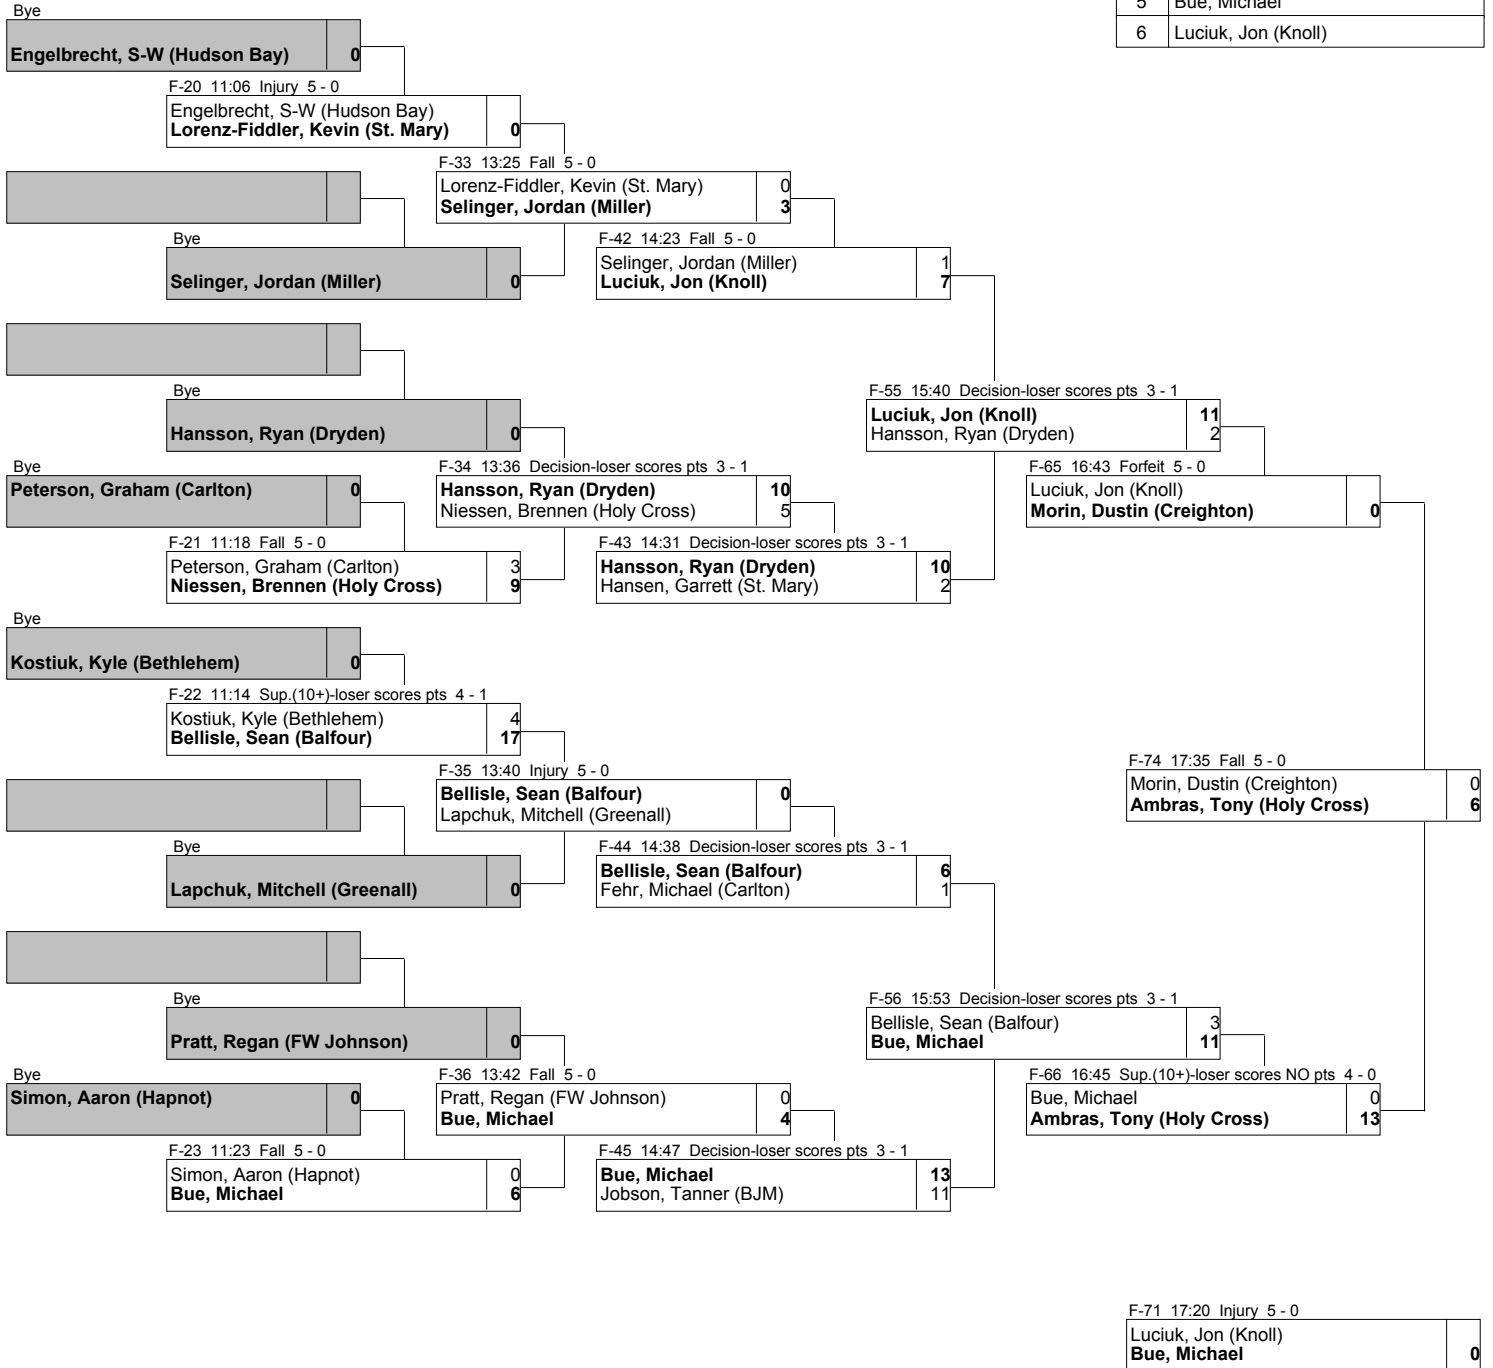 Bye
Engelbrecht, S-W (Hudson Bay) 0
5 Bue, Michael
6 Luciuk, Jon (Knoll)
F-20 11:06 Injury 5 - 0
Engelbrecht, S-W (Hudson Bay)
Lorenz-Fiddler, Kevin (St. Mary) 0
F-33 13:25 Fall 5 - 0
Lorenz-Fiddler, Kevin (St. Mary) 0
Selinger, Jordan (Miller) 3
Bye
Selinger, Jordan (Miller) 0
F-42 14:23 Fall 5 - 0
Selinger, Jordan (Miller) 1
Luciuk, Jon (Knoll) 7
Bye
Hansson, Ryan (Dryden) 0
F-55 15:40 Decision-loser scores pts 3 - 1
Luciuk, Jon (Knoll) 11
Hansson, Ryan (Dryden) 2
Bye
Peterson, Graham (Carlton) 0
F-34 13:36 Decision-loser scores pts 3 - 1
Hansson, Ryan (Dryden) 10
Niessen, Brennen (Holy Cross) 5
F-65 16:43 Forfeit 5 - 0
Luciuk, Jon (Knoll)
Morin, Dustin (Creighton) 0
F-21 11:18 Fall 5 - 0
Peterson, Graham (Carlton) 3
Niessen, Brennen (Holy Cross) 9
F-43 14:31 Decision-loser scores pts 3 - 1
Hansson, Ryan (Dryden) 10
Hansen, Garrett (St. Mary) 2
Bye
Kostiuk, Kyle (Bethlehem) 0
F-22 11:14 Sup.(10+)-loser scores pts 4 - 1
Kostiuk, Kyle (Bethlehem) 4
Bellisle, Sean (Balfour) 17
F-35 13:40 Injury 5 - 0
Bellisle, Sean (Balfour) 0
Lapchuk, Mitchell (Greenall)
F-74 17:35 Fall 5 - 0
Morin, Dustin (Creighton) 0
Ambras, Tony (Holy Cross) 6
Bye
Lapchuk, Mitchell (Greenall) 0
F-44 14:38 Decision-loser scores pts 3 - 1
Bellisle, Sean (Balfour) 6
Fehr, Michael (Carlton) 1
Bye
Pratt, Regan (FW Johnson) 0
F-56 15:53 Decision-loser scores pts 3 - 1
Bellisle, Sean (Balfour) 3
Bue, Michael 11
Bye
Simon, Aaron (Hapnot) 0
F-36 13:42 Fall 5 - 0
Pratt, Regan (FW Johnson) 0
Bue, Michael 4
F-66 16:45 Sup.(10+)-loser scores NO pts 4 - 0
Bue, Michael 0
Ambras, Tony (Holy Cross) 13
F-23 11:23 Fall 5 - 0
Simon, Aaron (Hapnot) 0
Bue, Michael 6
F-45 14:47 Decision-loser scores pts 3 - 1
Bue, Michael 13
Jobson, Tanner (BJM) 11
F-71 17:20 Injury 5 - 0
Luciuk, Jon (Knoll)
Bue, Michael 0